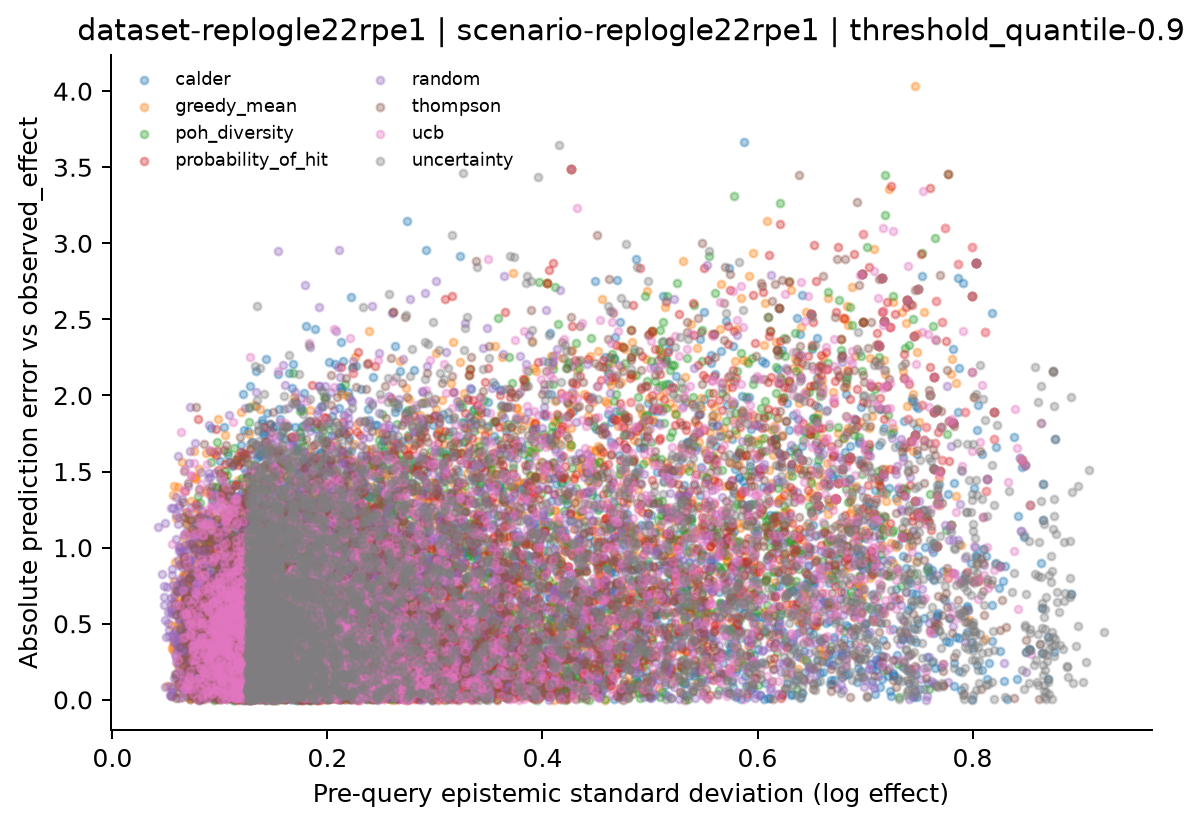 dataset-replogle22rpe1 | scenario-replogle22rpe1 | threshold_quantile-0.9
calder
greedy_mean
poh_diversity
probability_of_hit
random
thompson
ucb
uncertainty
Absolute prediction error vs observed_effect
4.0
3.5
3.0
2.5
2.0
1.5
1.0
0.5
0.0
0.0 0.2 0.4 0.6 0.8
Pre-query epistemic standard deviation (log effect)